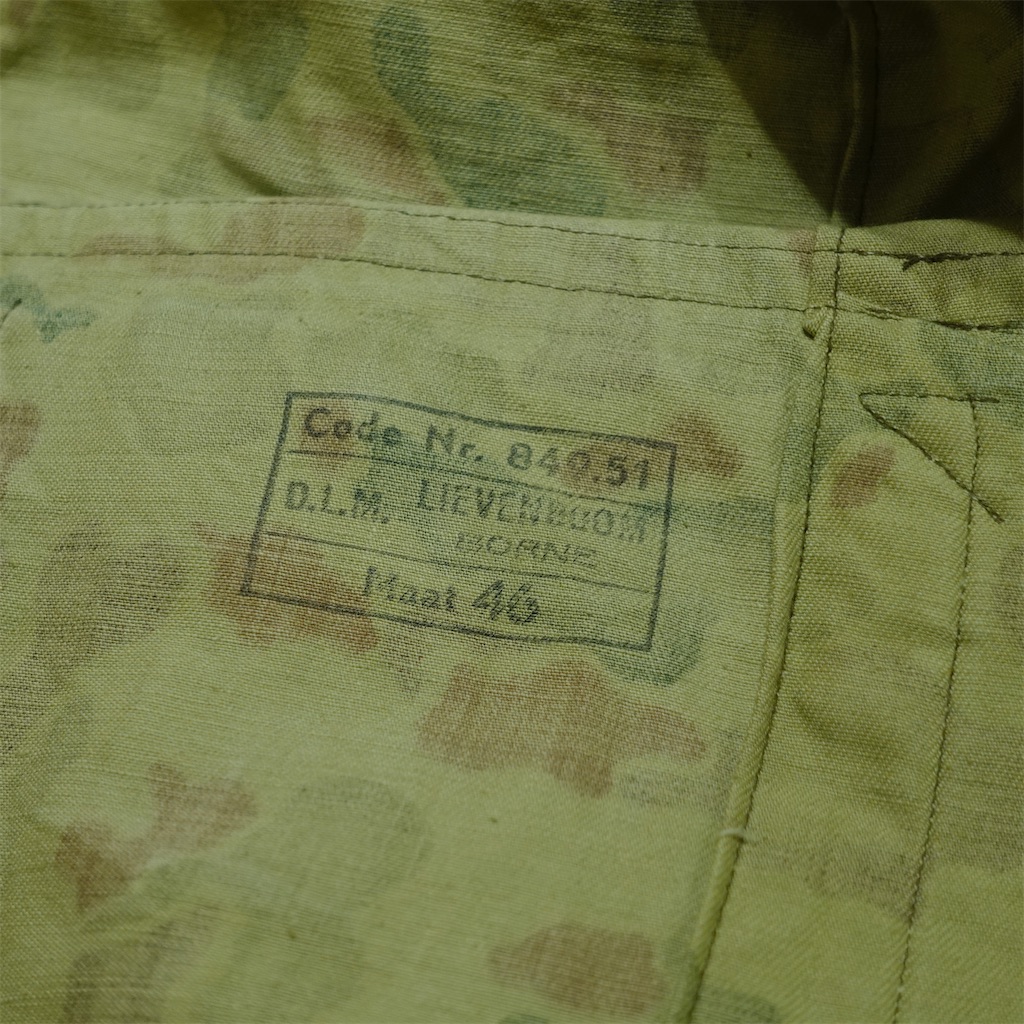 Code Nr. 840.51
D.L.M. LIEVENBOOM
BORNE
Maat 46